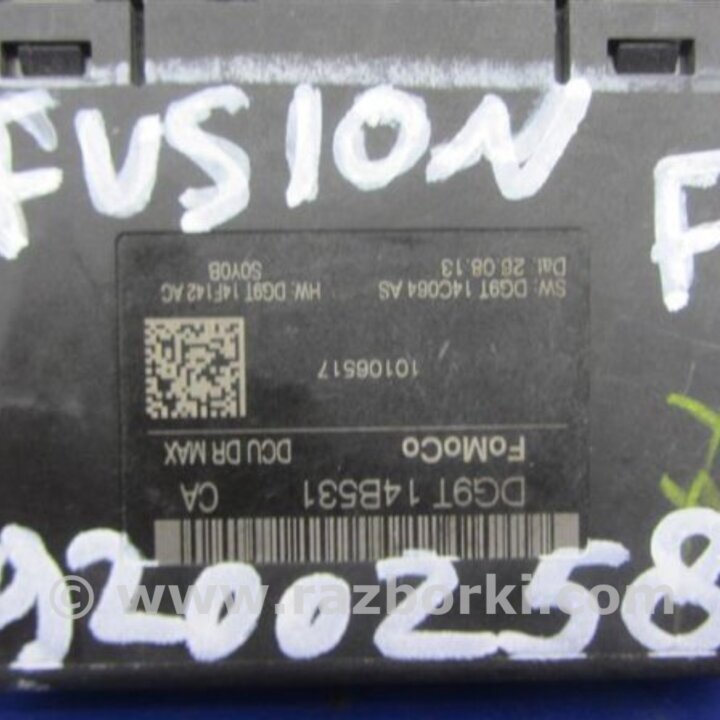 FUSION F
SW: DG9T 14C064 AS HW: DG9T 14F142 AC
Dat. 26.08.13 S0Y0B
10106517
FoMoCo DCU DR MAX
DG9T 14B531 CA
9200258
© www.razborki.com